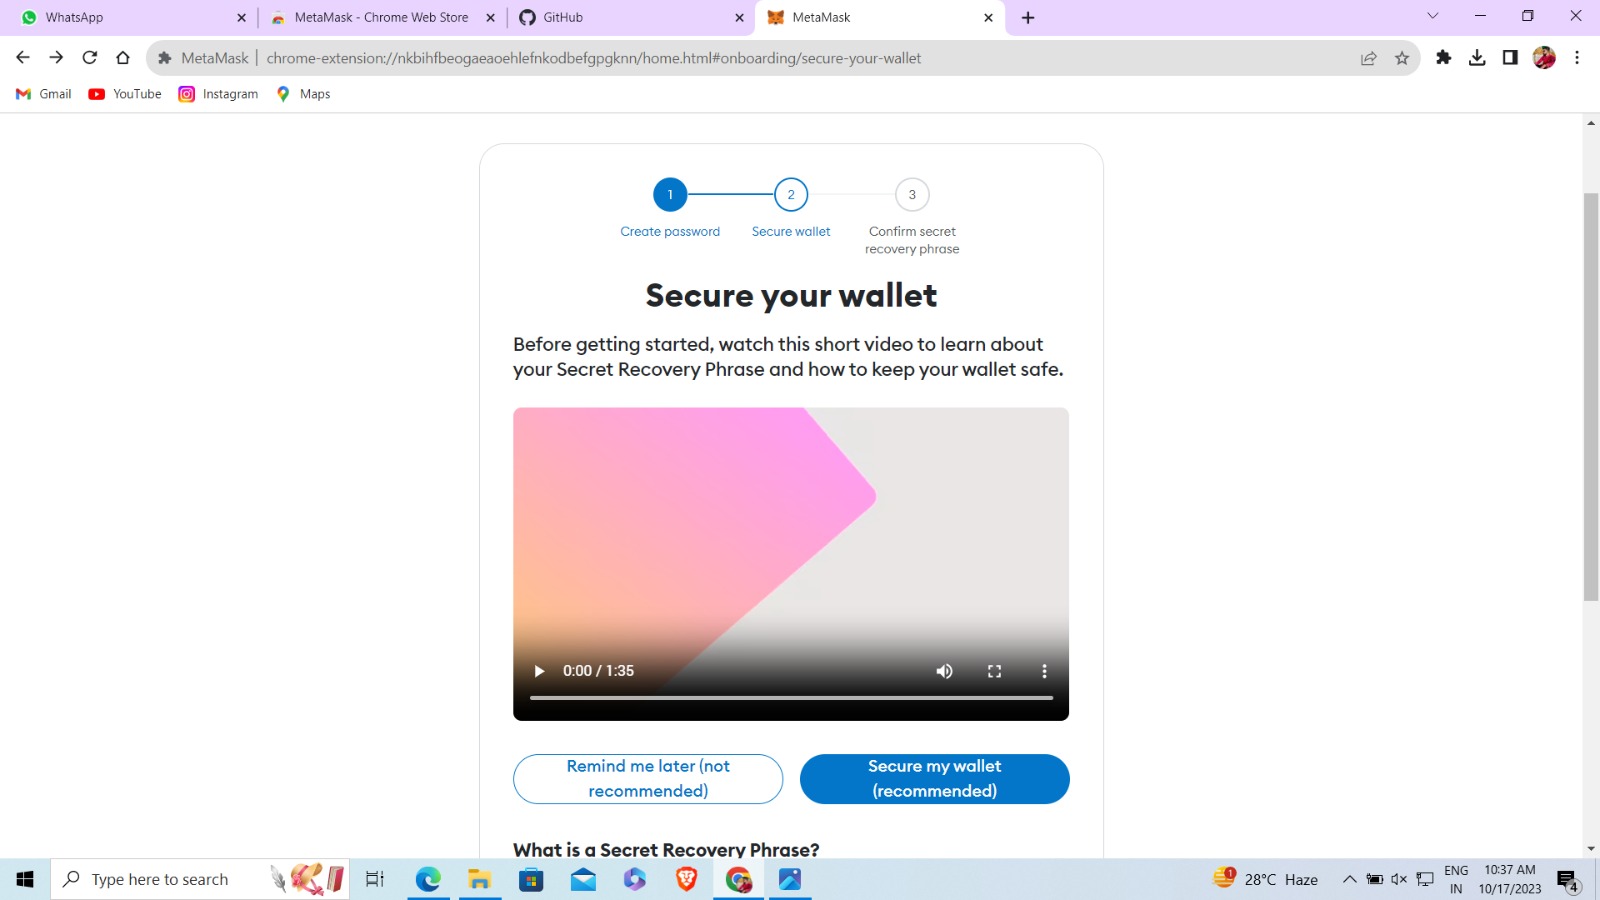 WhatsApp
MetaMask - Chrome Web Store
GitHub
MetaMask
MetaMask
chrome-extension://nkbihfbeogaeaoehlefnkodbefgpgknn/home.html#onboarding/secure-your-wallet
Gmail
YouTube
Instagram
Maps
1
2
3
Create password
Secure wallet
Confirm secret
recovery phrase
Secure your wallet
Before getting started, watch this short video to learn about
your Secret Recovery Phrase and how to keep your wallet safe.
0:00 / 1:35
Remind me later (not
recommended)
Secure my wallet
(recommended)
What is a Secret Recovery Phrase?
Type here to search
1
28°C Haze
ENG
IN
10:37 AM
10/17/2023
4